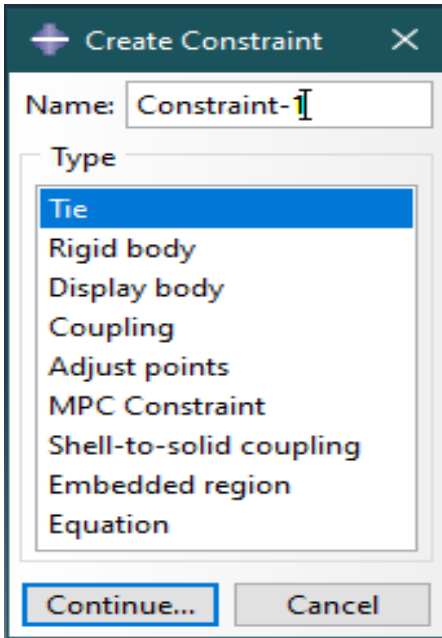 Create Constraint
Name: Constraint-1
Type
Tie
Rigid body
Display body
Coupling
Adjust points
MPC Constraint
Shell-to-solid coupling
Embedded region
Equation
Continue... Cancel